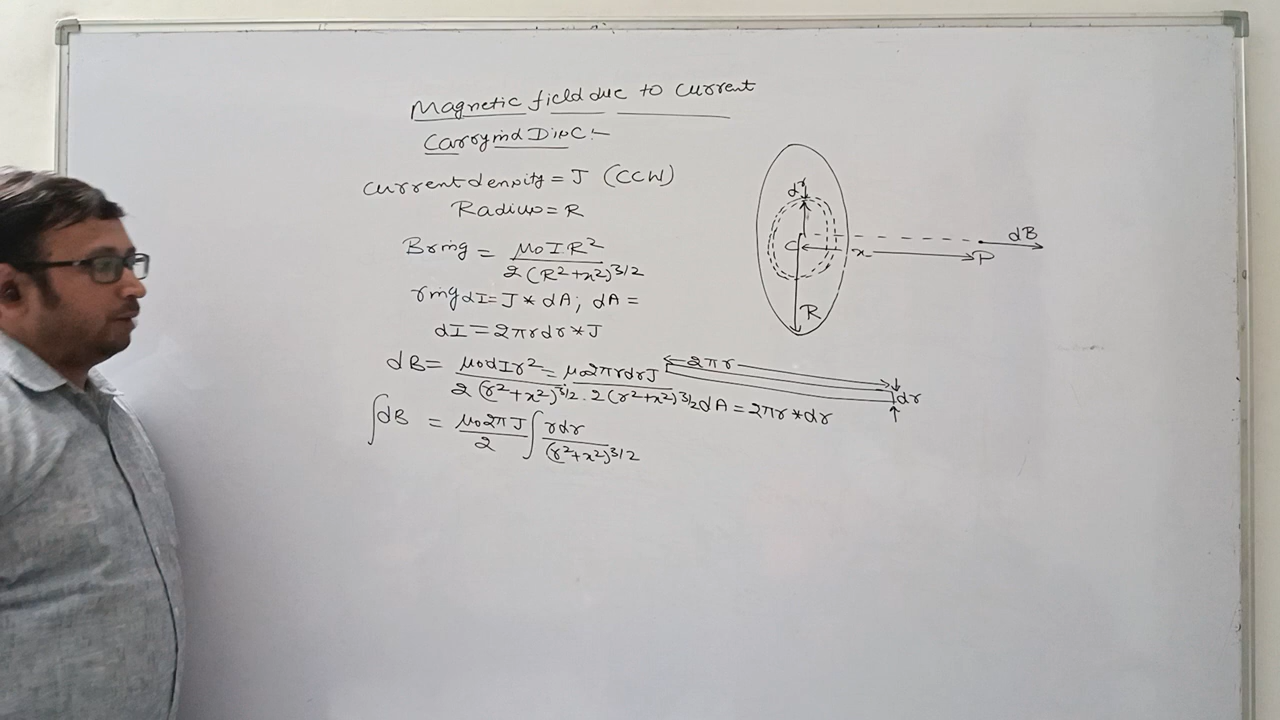 Magnetic field due to current
Carryind Disc:-
Current density = J (CCW)
Radius = R
Bring = μ0IR² / 2(R²+x²)^3/2
ring dI = J * dA; dA =
dI = 2πrdr * J
dB = μ0dIr² / 2(r²+x²)^3/2 = μ02πrdrJ / 2(r²+x²)^3/2
dA = 2πr * dr
∫dB = μ02πJ / 2 ∫ rdr / (r²+x²)^3/2
dr
C
x
P
dB
R
2πr
dr